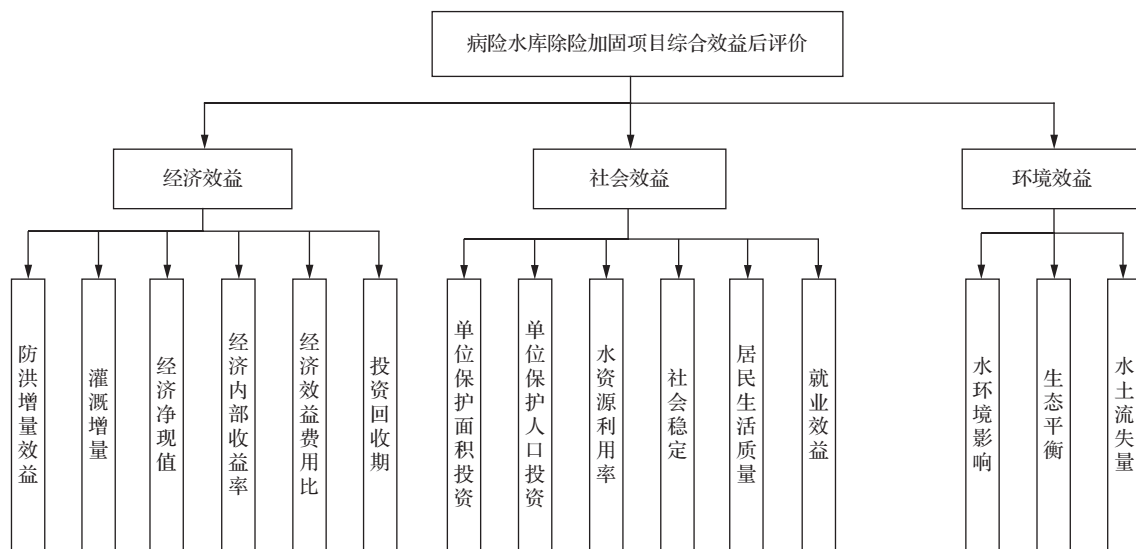 病险水库除险加固项目综合效益后评价
经济效益
社会效益
环境效益
防洪增量效益
灌溉增量
经济净现值
经济内部收益率
经济效益费用比
投资回收期
单位保护面积投资
单位保护人口投资
水资源利用率
社会稳定
居民生活质量
就业效益
水环境影响
生态平衡
水土流失量